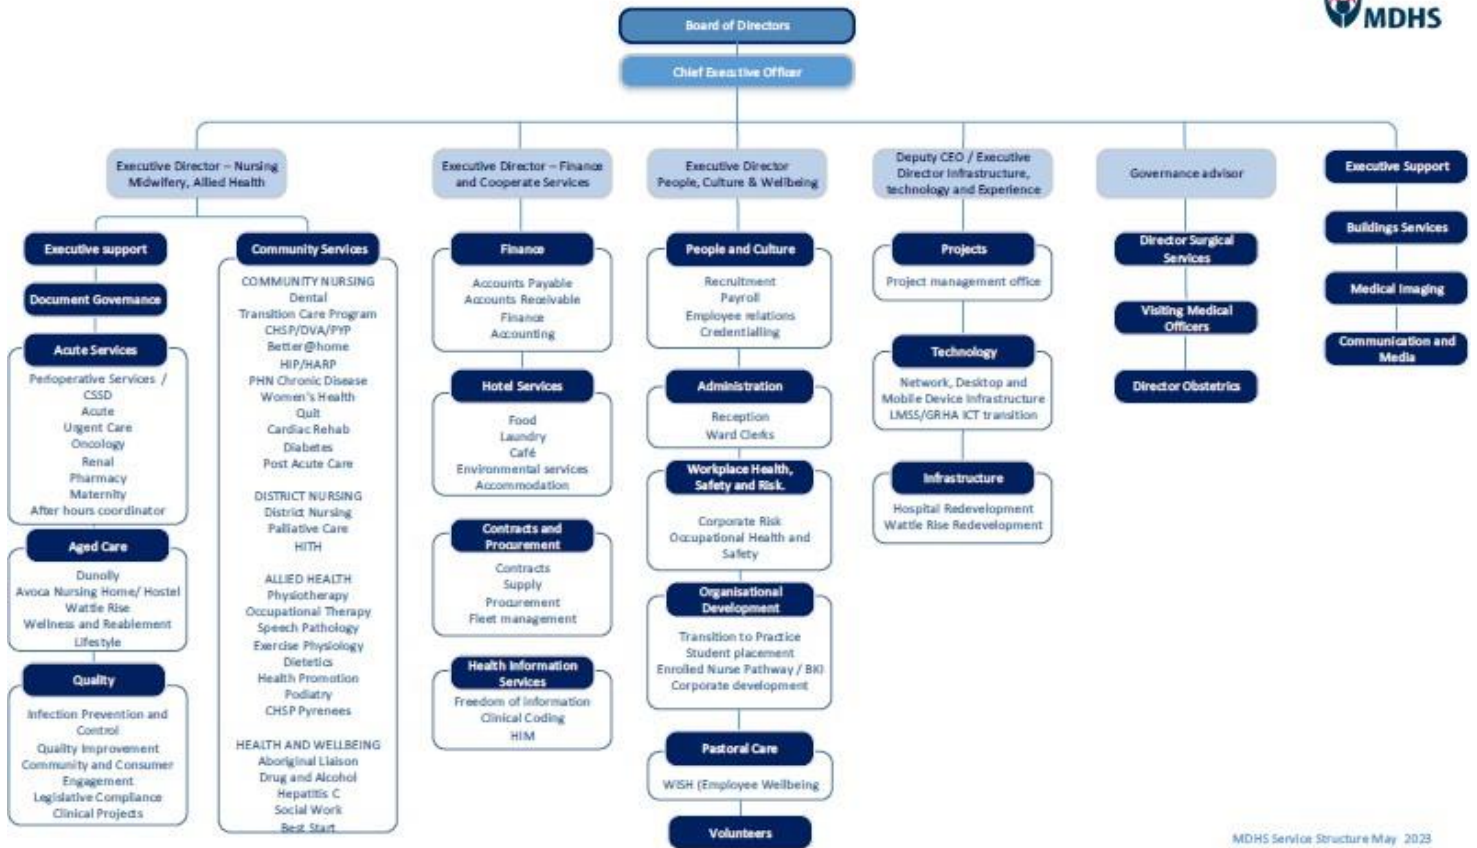 MDHS
Board of Directors
Chief Executive Officer
Executive Director – Nursing
Midwifery, Allied Health
Executive Director – Finance
and Cooperate Services
Executive Director
People, Culture & Wellbeing
Deputy CEO / Executive
Director Infrastructure,
technology and Experience
Governance advisor
Executive Support
Buildings Services
Medical Imaging
Communication and
Media
Executive support
Document Governance
Acute Services
Perioperative Services /
CSSD
Acute
Urgent Care
Oncology
Renal
Pharmacy
Maternity
After hours coordinator
Aged Care
Dunolly
Avoca Nursing Home/ Hostel
Wattle Rise
Wellness and Reablement
Lifestyle
Quality
Infection Prevention and
Control
Quality Improvement
Community and Consumer
Engagement
Legislative Compliance
Clinical Projects
Community Services
COMMUNITY NURSING
Dental
Transition Care Program
CHSP/DVA/PYP
Better@home
HIP/HARP
PHN Chronic Disease
Women's Health
Quit
Cardiac Rehab
Diabetes
Post Acute Care
DISTRICT NURSING
District Nursing
Palliative Care
HITH
ALLIED HEALTH
Physiotherapy
Occupational Therapy
Speech Pathology
Exercise Physiology
Dietetics
Health Promotion
Podiatry
CHSP Pyrenees
HEALTH AND WELLBEING
Aboriginal Liaison
Drug and Alcohol
Hepatitis C
Social Work
Best Start
Finance
Accounts Payable
Accounts Receivable
Finance
Accounting
Hotel Services
Food
Laundry
Café
Environmental services
Accommodation
Contracts and
Procurement
Contracts
Supply
Procurement
Fleet management
Health Information
Services
Freedom of Information
Clinical Coding
HIM
People and Culture
Recruitment
Payroll
Employee relations
Credentialling
Administration
Reception
Ward Clerks
Workplace Health,
Safety and Risk.
Corporate Risk
Occupational Health and
Safety
Organisational
Development
Transition to Practice
Student placement
Enrolled Nurse Pathway / BKI
Corporate development
Pastoral Care
WISH (Employee Wellbeing
Volunteers
Projects
Project management office
Technology
Network, Desktop and
Mobile Device Infrastructure
LMSS/GRHA ICT transition
Infrastructure
Hospital Redevelopment
Wattle Rise Redevelopment
Director Surgical
Services
Visiting Medical
Officers
Director Obstetrics
MDHS Service Structure May 2023